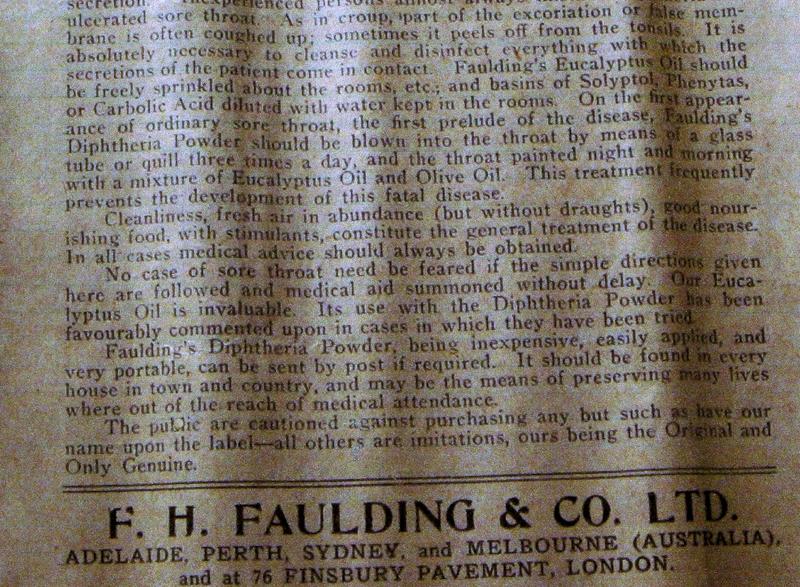 secretion. Inexperienced persons almost always
ulcerated sore throat. As in croup, part of the excoriation or false mem-
brane is often coughed up; sometimes it peels off from the tonsils. It is
absolutely necessary to cleanse and disinfect everything with which the
secretions of the patient come in contact. Faulding's Eucalyptus Oil should
be freely sprinkled about the rooms, etc.; and basins of Solyptol, Phenytas,
or Carbolic Acid diluted with water kept in the rooms. On the first appear-
ance of ordinary sore throat, the first prelude of the disease, Faulding's
Diphtheria Powder should be blown into the throat by means of a glass
tube or quill three times a day, and the throat painted night and morning
with a mixture of Eucalyptus Oil and Olive Oil. This treatment frequently
prevents the development of this fatal disease.
Cleanliness, fresh air in abundance (but without draughts), good nour-
ishing food, with stimulants, constitute the general treatment of the disease.
In all cases medical advice should always be obtained.
No case of sore throat need be feared if the simple directions given
here are followed and medical aid summoned without delay. Our Euca-
lyptus Oil is invaluable. Its use with the Diphtheria Powder has been
favourably commented upon in cases in which they have been tried
Faulding's Diphtheria Powder, being inexpensive, easily applied, and
very portable, can be sent by post if required. It should be found in every
house in town and country, and may be the means of preserving many lives
where out of the reach of medical attendance.
The public are cautioned against purchasing any but such as have our
name upon the label—all others are imitations, ours being the Original and
Only Genuine.
F. H. FAULDING & CO. LTD.
ADELAIDE, PERTH, SYDNEY, and MELBOURNE (AUSTRALIA),
and at 76 FINSBURY PAVEMENT, LONDON.